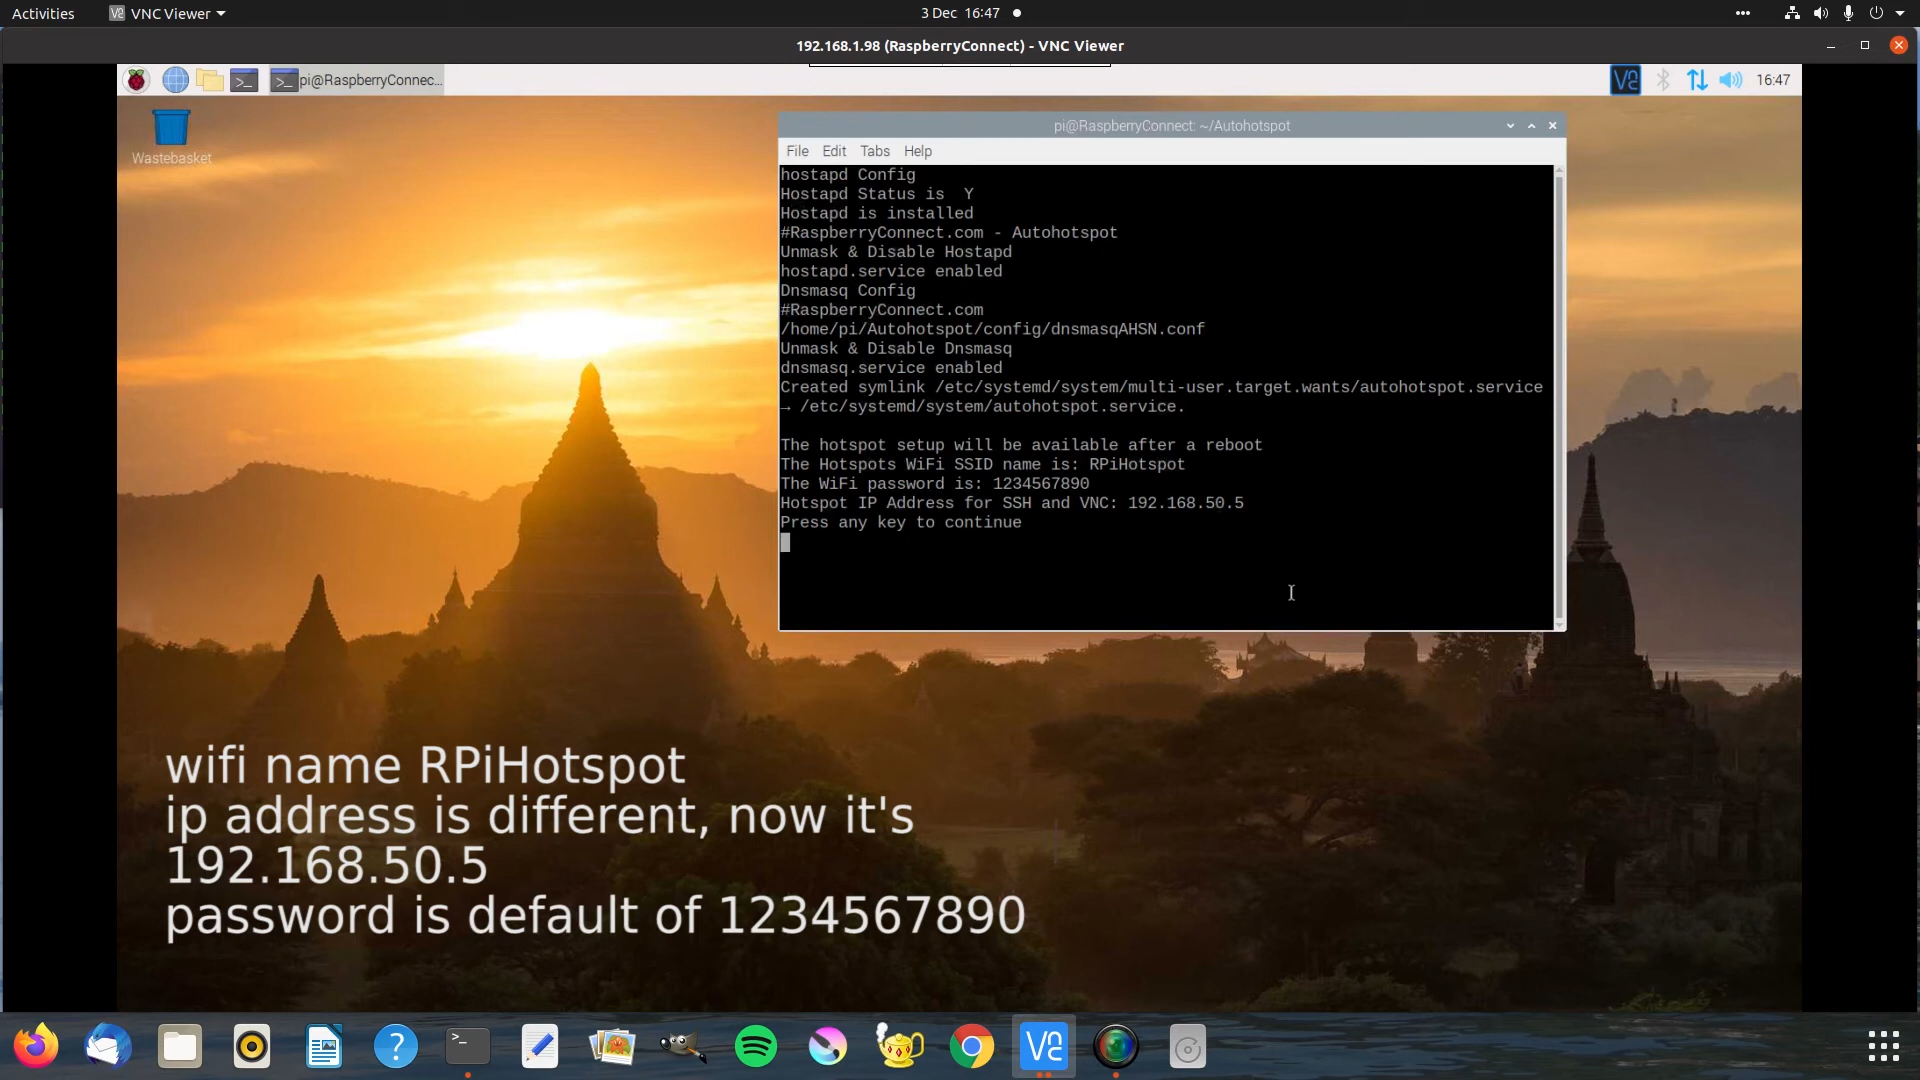 Activities
VNC Viewer
3 Dec 16:47
192.168.1.98 (RaspberryConnect) - VNC Viewer
pi@RaspberryConnec...
16:47
Wastebasket
pi@RaspberryConnect: ~/Autohotspot
File Edit Tabs Help
hostapd Config
Hostapd Status is  Y
Hostapd is installed
#RaspberryConnect.com - Autohotspot
Unmask & Disable Hostapd
hostapd.service enabled
Dnsmasq Config
#RaspberryConnect.com
/home/pi/Autohotspot/config/dnsmasqAHSN.conf
Unmask & Disable Dnsmasq
dnsmasq.service enabled
Created symlink /etc/systemd/system/multi-user.target.wants/autohotspot.service
→ /etc/systemd/system/autohotspot.service.
The hotspot setup will be available after a reboot
The Hotspots WiFi SSID name is: RPiHotspot
The WiFi password is: 1234567890
Hotspot IP Address for SSH and VNC: 192.168.50.5
Press any key to continue
wifi name RPiHotspot
ip address is different, now it's
192.168.50.5
password is default of 1234567890